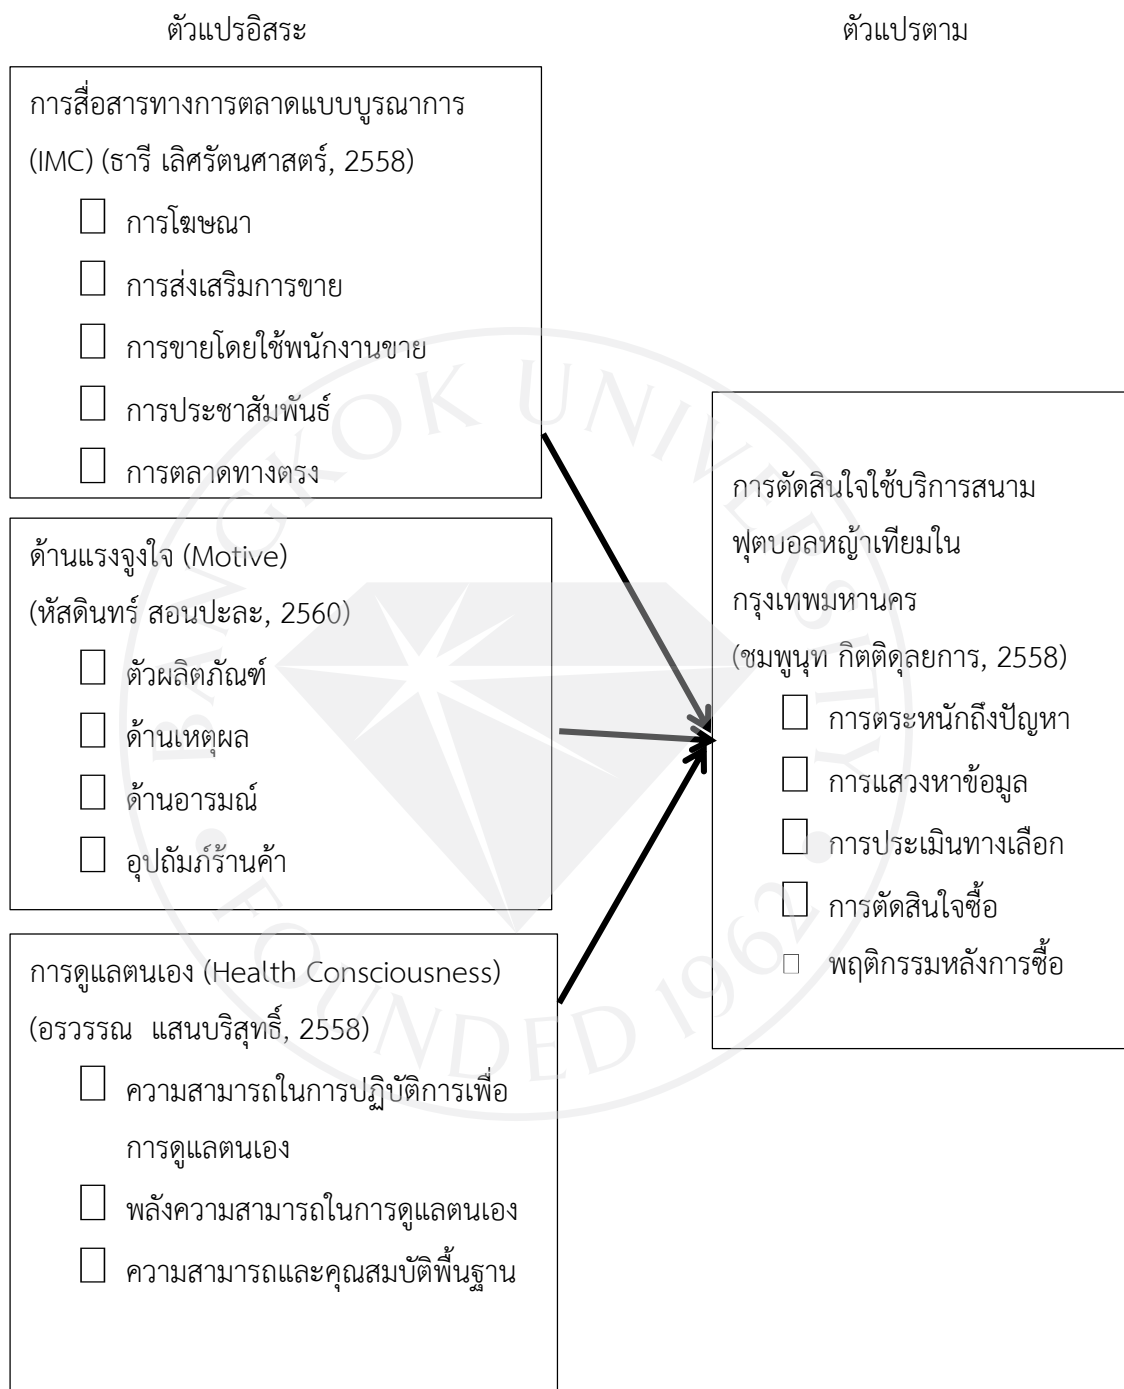 ตัวแปรอิสระ
ตัวแปรตาม
การสื่อสารทางการตลาดแบบบูรณาการ
(IMC) (ธารี เลิศรัตนศาสตร์, 2558)
การโฆษณา
การส่งเสริมการขาย
การขายโดยใช้พนักงานขาย
การประชาสัมพันธ์
การตลาดทางตรง
ด้านแรงจูงใจ (Motive)
(หัสดินทร์ สอนปะละ, 2560)
ตัวผลิตภัณฑ์
ด้านเหตุผล
ด้านอารมณ์
อุปถัมภ์ร้านค้า
การดูแลตนเอง (Health Consciousness)
(อรวรรณ แสนบริสุทธิ์, 2558)
ความสามารถในการปฏิบัติการเพื่อ
การดูแลตนเอง
พลังความสามารถในการดูแลตนเอง
ความสามารถและคุณสมบัติพื้นฐาน
การตัดสินใจใช้บริการสนาม
ฟุตบอลหญ้าเทียมใน
กรุงเทพมหานคร
(ชมพูนุท กิตติดุลยการ, 2558)
การตระหนักถึงปัญหา
การแสวงหาข้อมูล
การประเมินทางเลือก
การตัดสินใจซื้อ
พฤติกรรมหลังการซื้อ
BANGKOK UNIVERSITY
FOUNDED 1962